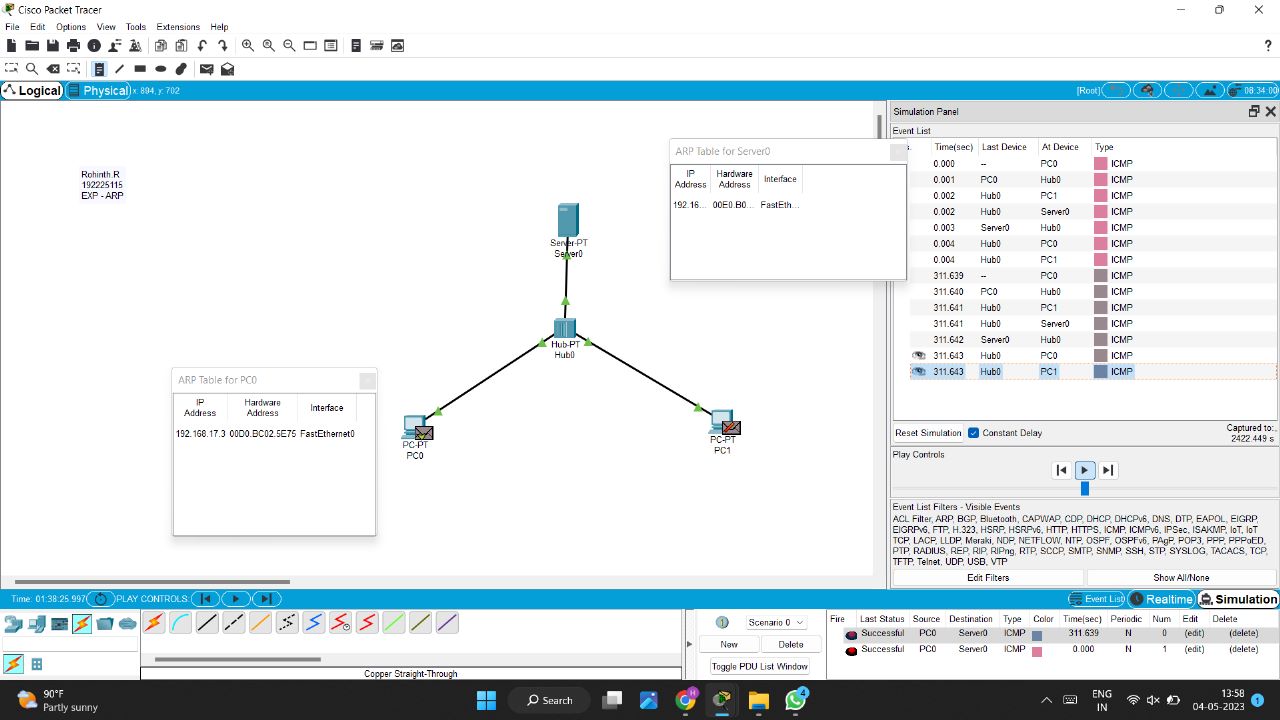 Cisco Packet Tracer
File Edit Options View Tools Extensions Help
?
Logical Physical x: 894, y: 702 [Root] 08:34:00
Simulation Panel
Event List
Time(sec) Last Device At Device Type
0.000 -- PC0 ICMP
0.001 PC0 Hub0 ICMP
0.002 Hub0 PC1 ICMP
0.002 Hub0 Server0 ICMP
0.003 Server0 Hub0 ICMP
0.004 Hub0 PC0 ICMP
0.004 Hub0 PC1 ICMP
311.639 -- PC0 ICMP
311.640 PC0 Hub0 ICMP
311.641 Hub0 PC1 ICMP
311.641 Hub0 Server0 ICMP
311.642 Server0 Hub0 ICMP
311.643 Hub0 PC0 ICMP
311.643 Hub0 PC1 ICMP
Reset Simulation Constant Delay Captured to:..
2422.449 s
Play Controls
Event List Filters - Visible Events
ACL Filter, ARP, BGP, Bluetooth, CAPWAP, CDP, DHCP, DHCPv6, DNS, DTP, EAPOL, EIGRP,
EIGRPv6, FTP, H.323, HSRP, HSRPv6, HTTP, HTTPS, ICMP, ICMPv6, IPSec, ISAKMP, IoT, IoT
TCP, LACP, LLDP, Meraki, NDP, NETFLOW, NTP, OSPF, OSPFv6, PAgP, POP3, PPP, PPPoED,
PTP, RADIUS, REP, RIP, RIPng, RTP, SCCP, SMTP, SNMP, SSH, STP, SYSLOG, TACACS, TCP,
TFTP, Telnet, UDP, USB, VTP
Edit Filters Show All/None
Rohinth.R
192225115
EXP - ARP
ARP Table for Server0
IP Address Hardware Address Interface
192.16... 00E0.B0... FastEth...
Server-PT
Server0
Hub-PT
Hub0
ARP Table for PC0
IP Address Hardware Address Interface
192.168.17.3 00D0.BC02.5E75 FastEthernet0
PC-PT
PC0
PC-PT
PC1
Time: 01:38:25.997 PLAY CONTROLS: Event List Realtime Simulation
Scenario 0
New Delete
Toggle PDU List Window
Fire Last Status Source Destination Type Color Time(sec) Periodic Num Edit Delete
Successful PC0 Server0 ICMP 311.639 N 0 (edit) (delete)
Successful PC0 Server0 ICMP 0.000 N 1 (edit) (delete)
Copper Straight-Through
90°F
Partly sunny
Search
H
4
ENG
IN
13:58
04-05-2023
1